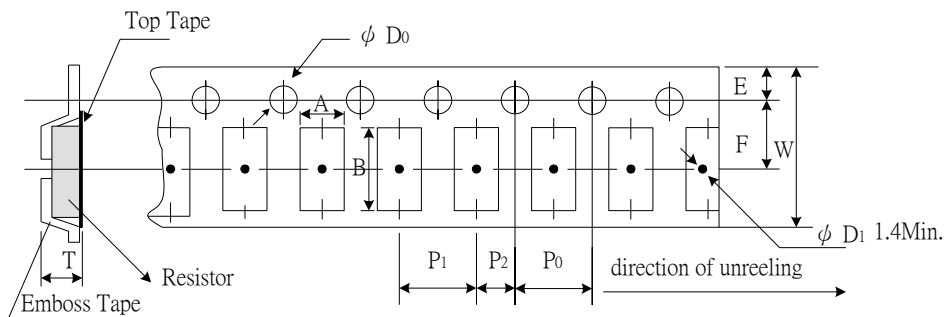 Top Tape
ϕ D0
A
E
F
W
B
ϕ D1 1.4Min.
T
Resistor
P1
P2
P0
direction of unreeling
Emboss Tape